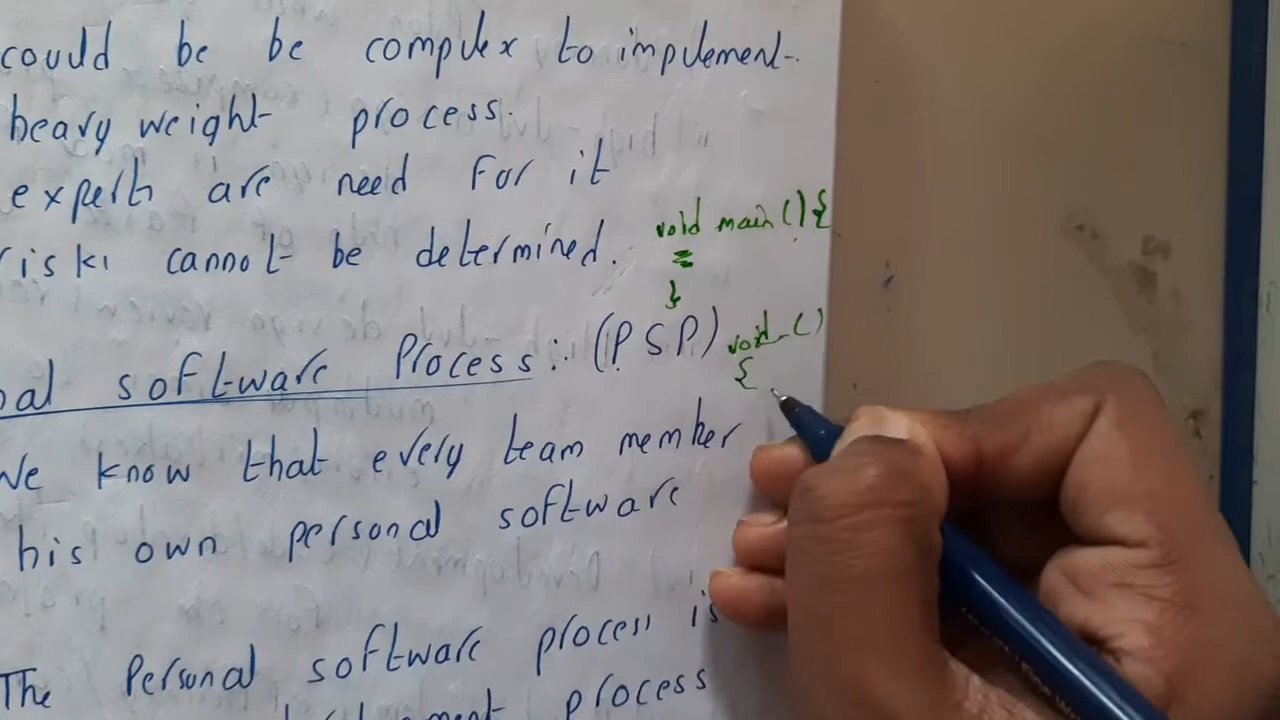 could be be complex to implement.
heavy weight process.
experts are need for it
risks cannot be determined.
void main() {
=
}
nal software Process:- (PSP)
void_()
{
We know that every team member
his own personal software
The Personal software process is
process